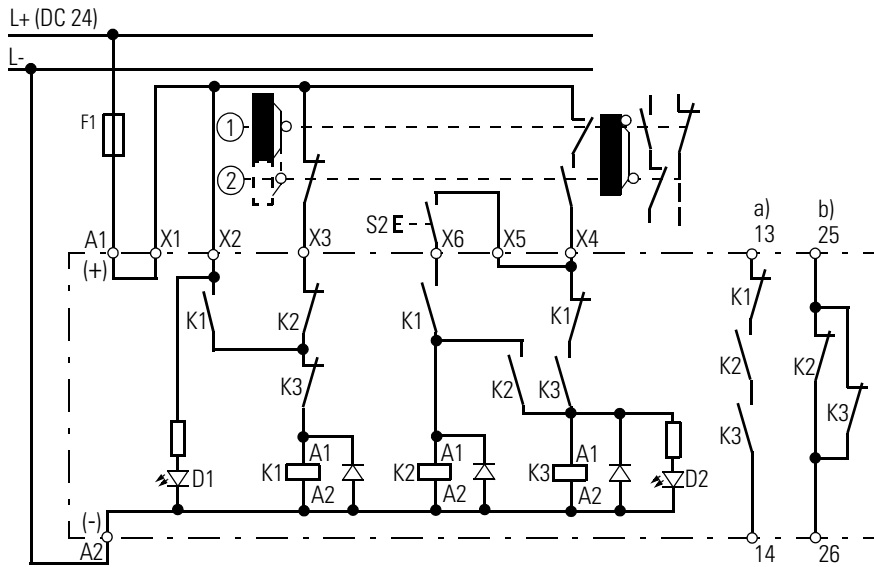 L+ (DC 24)
L-
F1
1
2
a)
b)
S2 E
A1 X1 X2 X3 X6 X5 X4 13 25
(+)
K1 K2 K1 K1 K1
K3 K2 K3 K2 K2 K3
K3
D1 K1 A1 A2 K2 A1 A2 K3 A1 A2 D2
(-)
A2 14 26